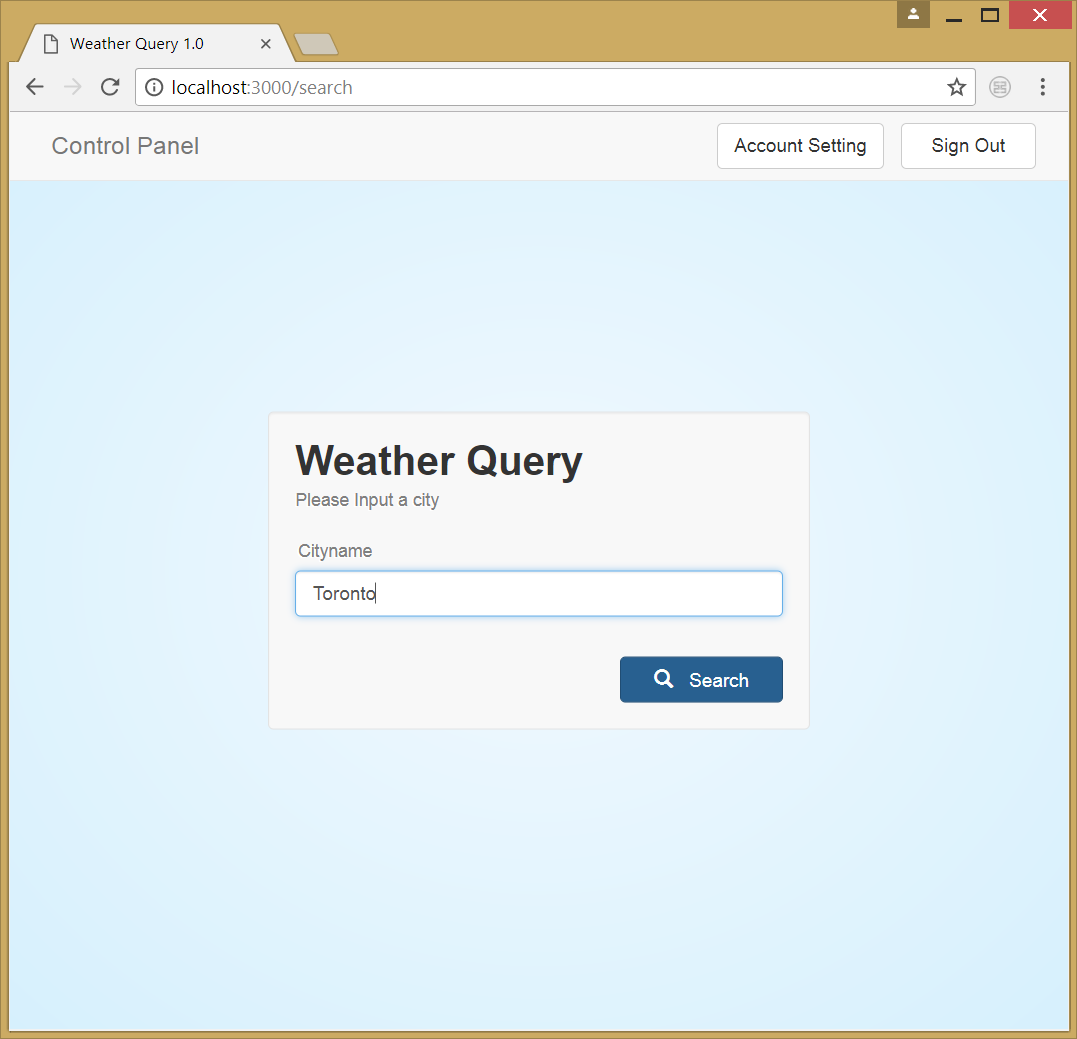 Weather Query 1.0
localhost:3000/search
Control Panel
Account Setting
Sign Out
Weather Query
Please Input a city
Cityname
Toronto
Search